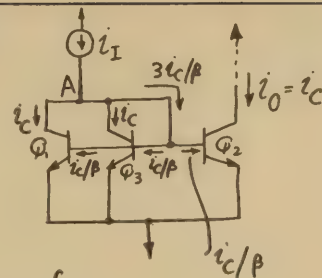 i_I
A
3i_C/β
i_C
i_C
i_O = i_C
Q_1
i_C/β
Q_3
i_C/β
Q_2
i_C/β